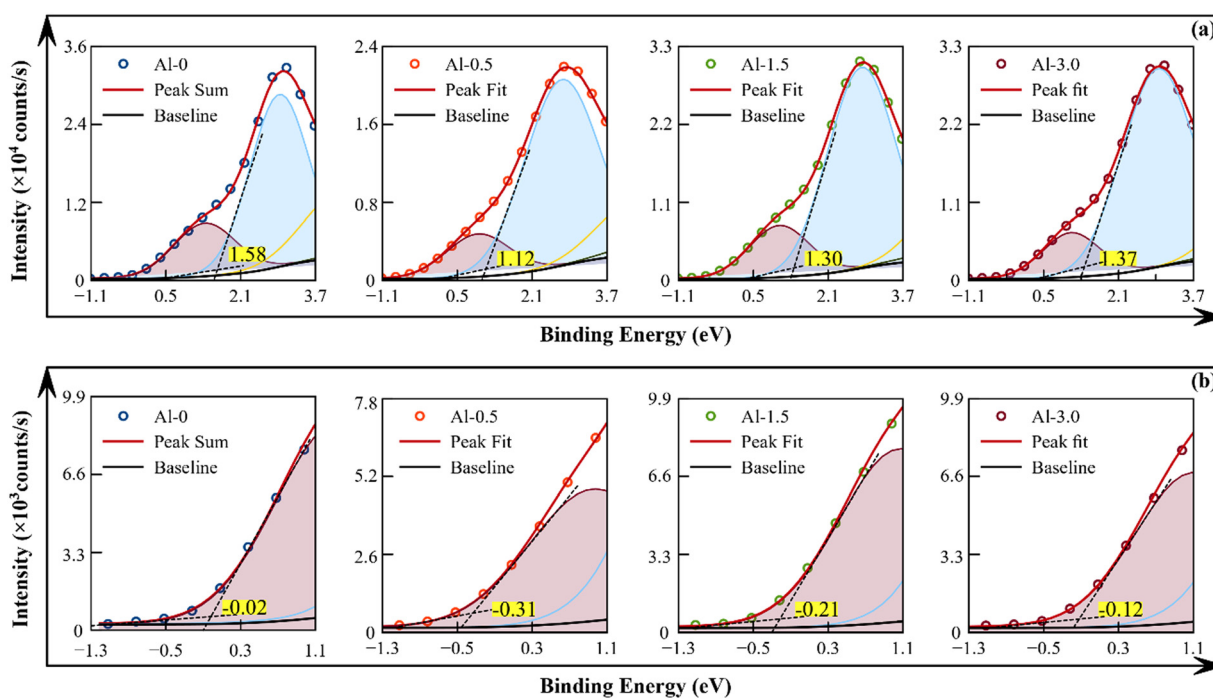 (a)
Intensity (×10⁴ counts/s)
3.6
2.4
1.2
0
Al-0
Peak Sum
Baseline
1.58
−1.1 0.5 2.1 3.7
2.4
1.6
0.8
0
Al-0.5
Peak Fit
Baseline
1.12
−1.1 0.5 2.1 3.7
3.3
2.2
1.1
0
Al-1.5
Peak Fit
Baseline
1.30
−1.1 0.5 2.1 3.7
3.3
2.2
1.1
0
Al-3.0
Peak fit
Baseline
1.37
−1.1 0.5 2.1 3.7
Binding Energy (eV)
(b)
Intensity (×10³counts/s)
9.9
6.6
3.3
0
Al-0
Peak Sum
Baseline
-0.02
−1.3 −0.5 0.3 1.1
7.8
5.2
2.6
0
Al-0.5
Peak Fit
Baseline
-0.31
−1.3 −0.5 0.3 1.1
9.9
6.6
3.3
0
Al-1.5
Peak Fit
Baseline
-0.21
−1.3 −0.5 0.3 1.1
9.9
6.6
3.3
0
Al-3.0
Peak fit
Baseline
-0.12
−1.3 −0.5 0.3 1.1
Binding Energy (eV)